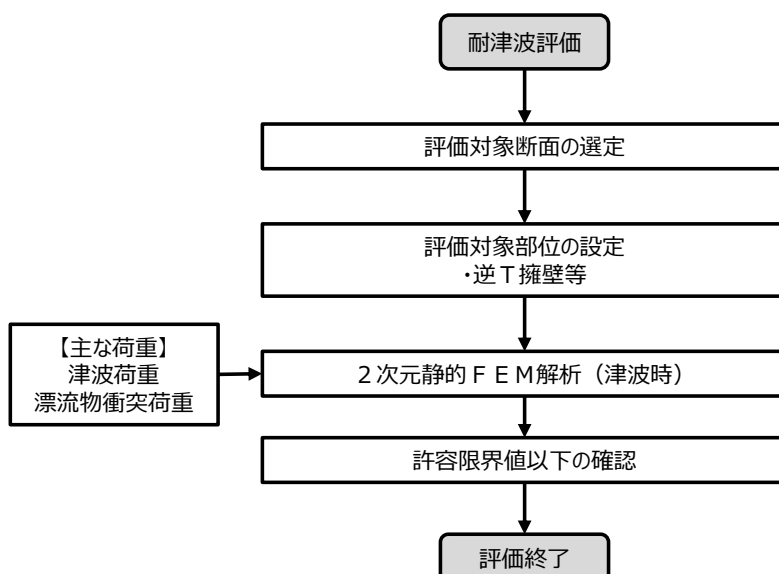 耐津波評価
評価対象断面の選定
評価対象部位の設定
・逆Ｔ擁壁等
【主な荷重】
津波荷重
漂流物衝突荷重
２次元静的ＦＥＭ解析（津波時）
許容限界値以下の確認
評価終了